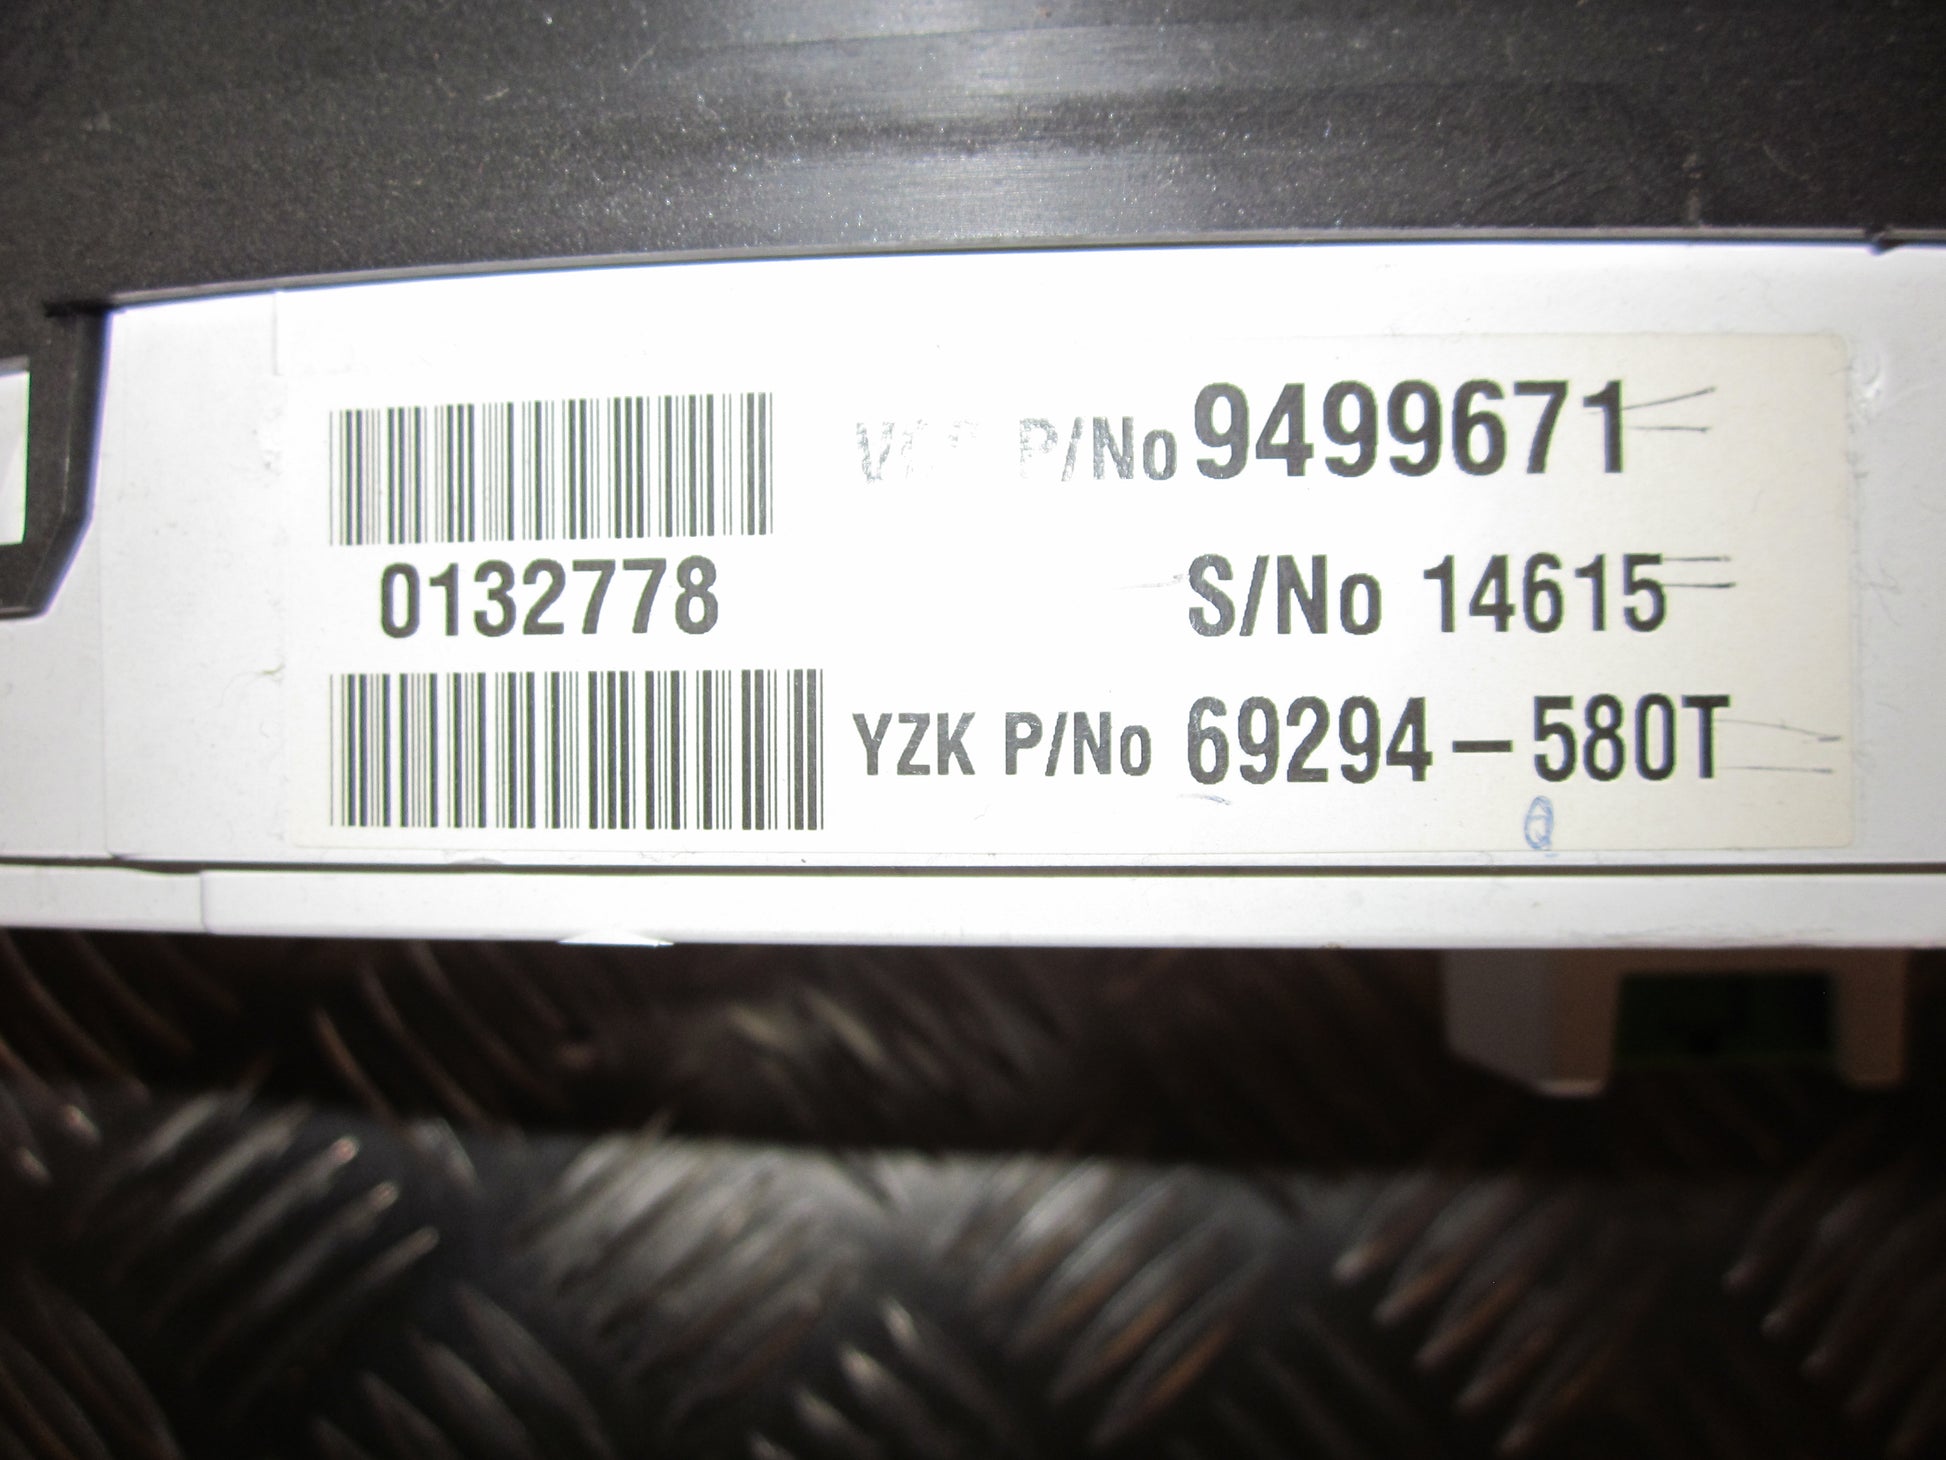 P/No 9499671
0132778
S/No 14615
YZK P/No 69294-580T